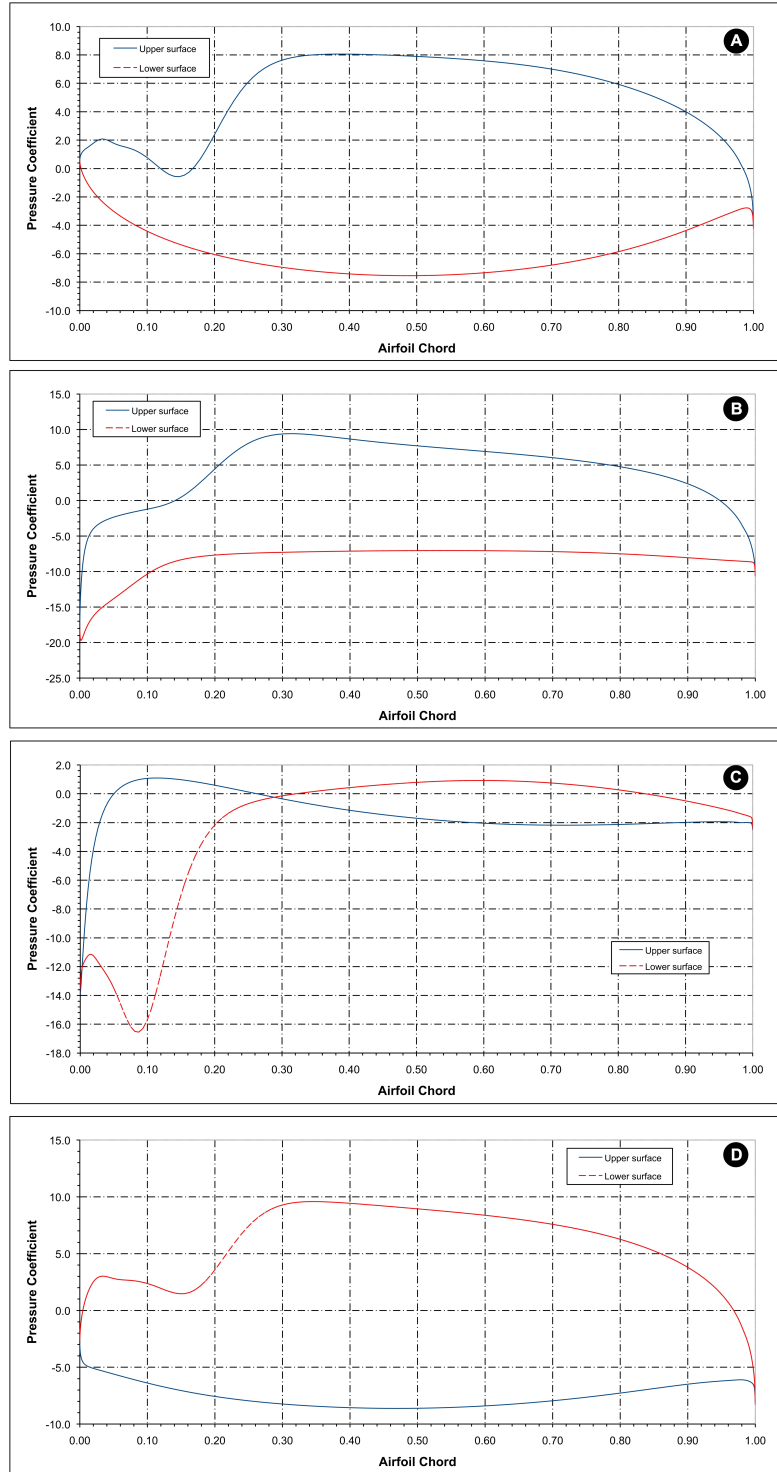 A
Upper surface
Lower surface
10.0
8.0
6.0
4.0
2.0
0.0
-2.0
-4.0
-6.0
-8.0
-10.0
Pressure Coefficient
0.00 0.10 0.20 0.30 0.40 0.50 0.60 0.70 0.80 0.90 1.00
Airfoil Chord
B
Upper surface
Lower surface
15.0
10.0
5.0
0.0
-5.0
-10.0
-15.0
-20.0
-25.0
Pressure Coefficient
0.00 0.10 0.20 0.30 0.40 0.50 0.60 0.70 0.80 0.90 1.00
Airfoil Chord
C
2.0
0.0
-2.0
-4.0
-6.0
-8.0
-10.0
-12.0
-14.0
-16.0
-18.0
Pressure Coefficient
Upper surface
Lower surface
0.00 0.10 0.20 0.30 0.40 0.50 0.60 0.70 0.80 0.90 1.00
Airfoil Chord
D
Upper surface
Lower surface
15.0
10.0
5.0
0.0
-5.0
-10.0
Pressure Coefficient
0.00 0.10 0.20 0.30 0.40 0.50 0.60 0.70 0.80 0.90 1.00
Airfoil Chord